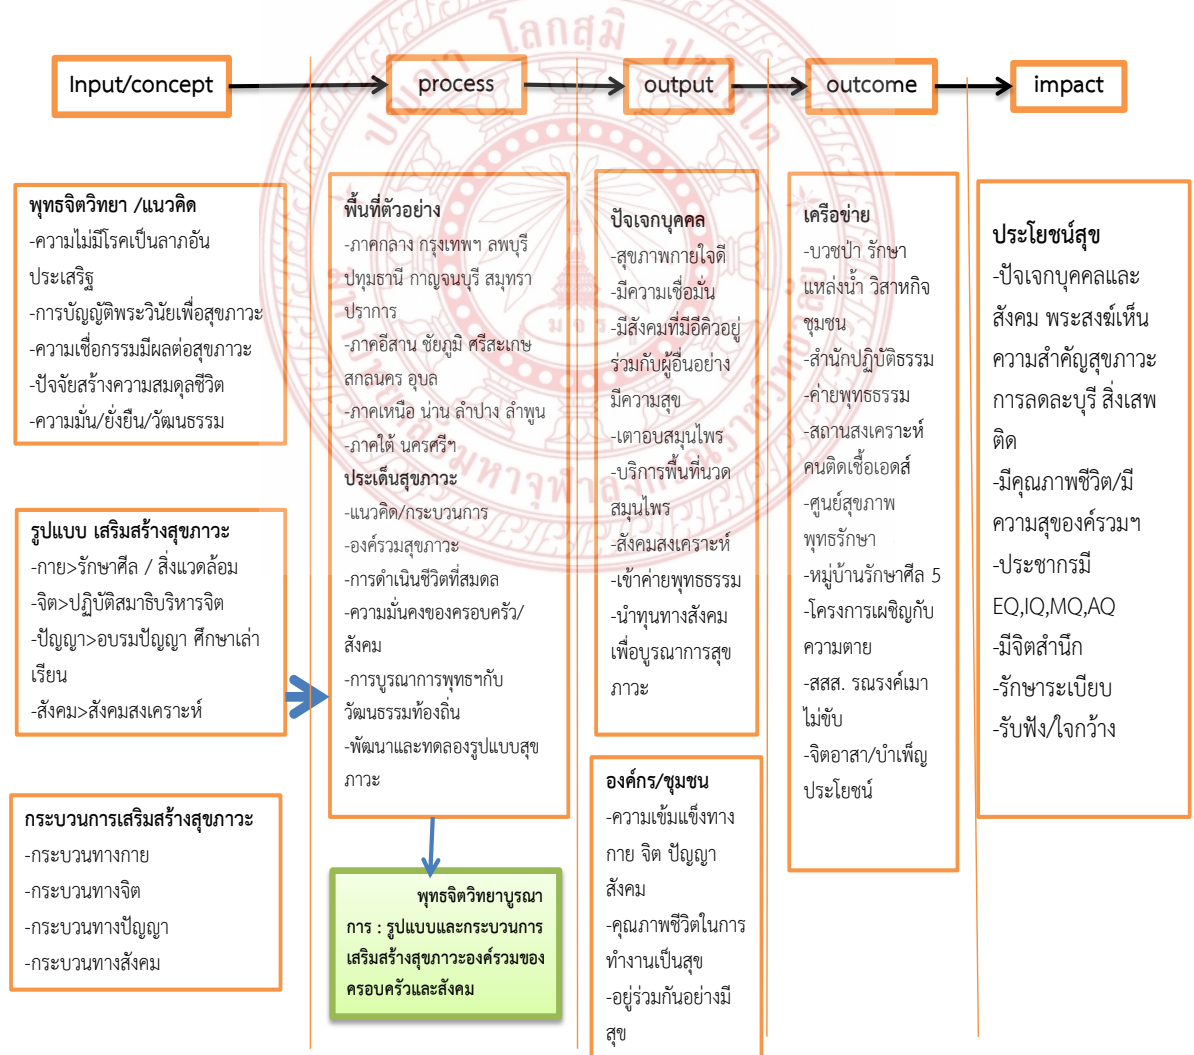 Input/concept
process
output
outcome
impact
พุทธจิตวิทยา /แนวคิด
-ความไม่มีโรคเป็นลาภอัน
ประเสริฐ
-การบัญญัติพระวินัยเพื่อสุขภาวะ
-ความเชื่อกรรมมีผลต่อสุขภาวะ
-ปัจจัยสร้างความสมดุลชีวิต
-ความมั่น/ยั่งยืน/วัฒนธรรม
รูปแบบ เสริมสร้างสุขภาวะ
-กาย>รักษาศีล / สิ่งแวดล้อม
-จิต>ปฏิบัติสมาธิบริหารจิต
-ปัญญา>อบรมปัญญา ศึกษาเล่า
เรียน
-สังคม>สังคมสงเคราะห์
กระบวนการเสริมสร้างสุขภาวะ
-กระบวนทางกาย
-กระบวนทางจิต
-กระบวนทางปัญญา
-กระบวนทางสังคม
พื้นที่ตัวอย่าง
-ภาคกลาง กรุงเทพฯ ลพบุรี
ปทุมธานี กาญจนบุรี สมุทรา
ปราการ
-ภาคอีสาน ชัยภูมิ ศรีสะเกษ
สกลนคร อุบล
-ภาคเหนือ น่าน ลำปาง ลำพูน
-ภาคใต้ นครศรีฯ
ประเด็นสุขภาวะ
-แนวคิด/กระบวนการ
-องค์รวมสุขภาวะ
-การดำเนินชีวิตที่สมดล
-ความมั่นคงของครอบครัว/
สังคม
-การบูรณาการพุทธฯกับ
วัฒนธรรมท้องถิ่น
-พัฒนาและทดลองรูปแบบสุข
ภาวะ
พุทธจิตวิทยาบูรณา
การ : รูปแบบและกระบวนการ
เสริมสร้างสุขภาวะองค์รวมของ
ครอบครัวและสังคม
ปัจเจกบุคคล
-สุขภาพกายใจดี
-มีความเชื่อมั่น
-มีสังคมที่มีอีคิวอยู่
ร่วมกับผู้อื่นอย่าง
มีความสุข
-เตาอบสมุนไพร
-บริการพื้นที่นวด
สมุนไพร
-สังคมสงเคราะห์
-เข้าค่ายพุทธธรรม
-นำทุนทางสังคม
เพื่อบูรณาการสุข
ภาวะ
องค์กร/ชุมชน
-ความเข้มแข็งทาง
กาย จิต ปัญญา
สังคม
-คุณภาพชีวิตในการ
ทำงานเป็นสุข
-อยู่ร่วมกันอย่างมี
สุข
เครือข่าย
-บวชป่า รักษา
แหล่งน้ำ วิสาหกิจ
ชุมชน
-สำนักปฏิบัติธรรม
-ค่ายพุทธธรรม
-สถานสงเคราะห์
คนติดเชื้อเอดส์
-ศูนย์สุขภาพ
พุทธรักษา
-หมู่บ้านรักษาศีล 5
-โครงการเผชิญกับ
ความตาย
-สสส. รณรงค์เมา
ไม่ขับ
-จิตอาสา/บำเพ็ญ
ประโยชน์
ประโยชน์สุข
-ปัจเจกบุคคลและ
สังคม พระสงฆ์เห็น
ความสำคัญสุขภาวะ
การลดละบุรี สิ่งเสพ
ติด
-มีคุณภาพชีวิต/มี
ความสุของค์รวมฯ
-ประชากรมี
EQ,IQ,MQ,AQ
-มีจิตสำนึก
-รักษาระเบียบ
-รับฟัง/ใจกว้าง
ปญฺญา โลกสฺมิ ปชฺโชโต
ม จ ร
มหาจุฬาลงกรณราชวิทยาลัย